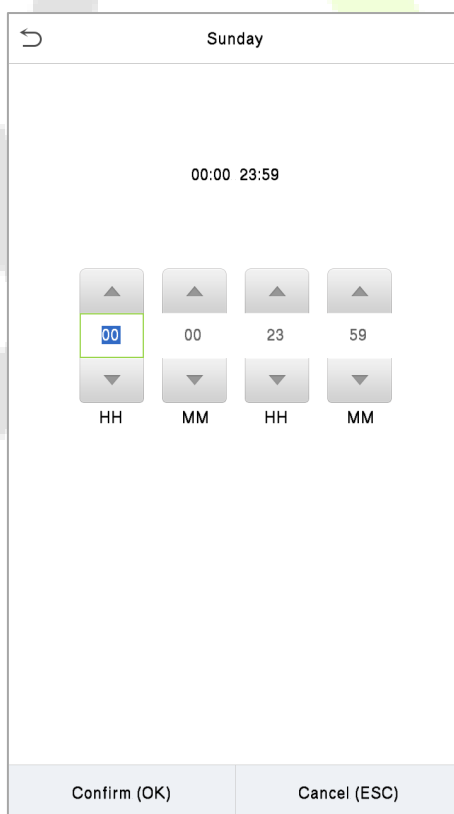 Sunday
00:00 23:59
00 00 23 59
HH MM HH MM
Confirm (OK) Cancel (ESC)